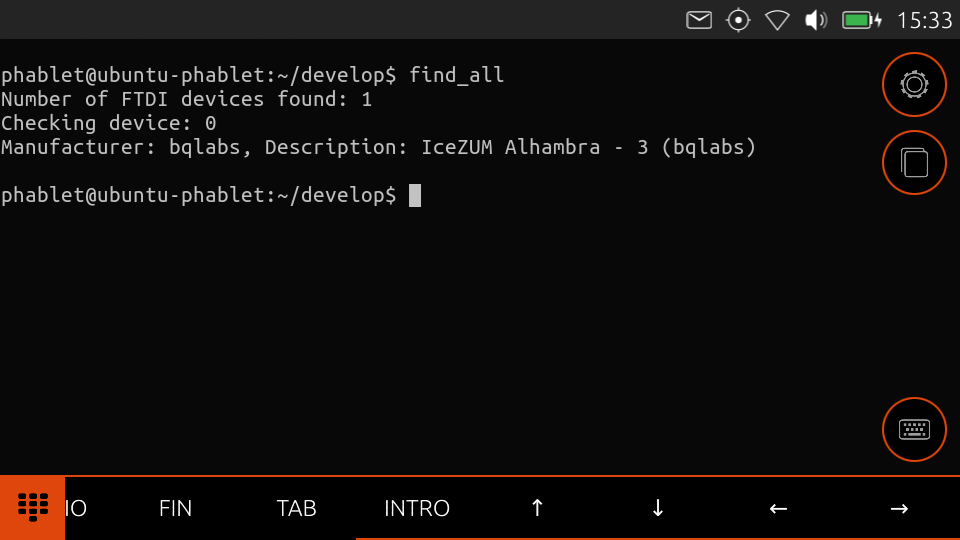 15:33
phablet@ubuntu-phablet:~/develop$ find_all
Number of FTDI devices found: 1
Checking device: 0
Manufacturer: bqlabs, Description: IceZUM Alhambra - 3 (bqlabs)
phablet@ubuntu-phablet:~/develop$
IO FIN TAB INTRO ↑ ↓ ← →